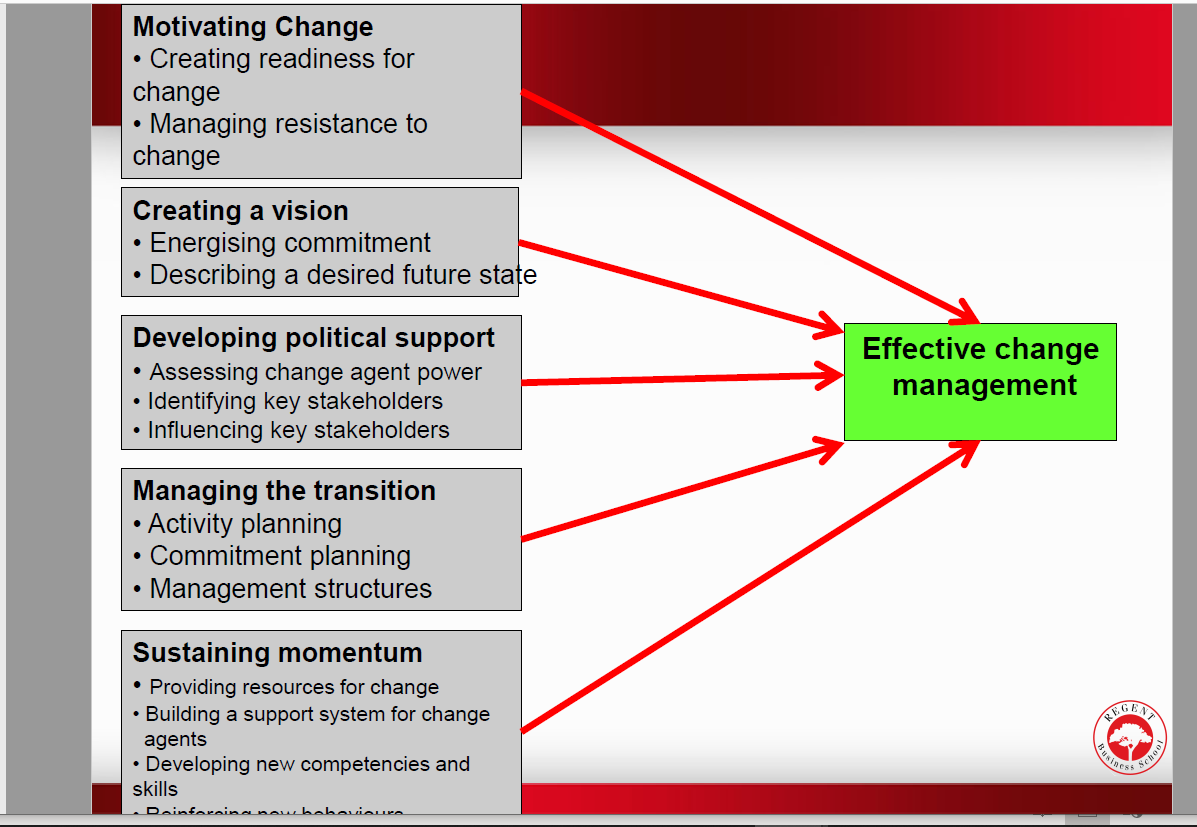 Motivating Change
• Creating readiness for
change
• Managing resistance to
change
Creating a vision
• Energising commitment
• Describing a desired future state
Developing political support
• Assessing change agent power
• Identifying key stakeholders
• Influencing key stakeholders
Managing the transition
• Activity planning
• Commitment planning
• Management structures
Sustaining momentum
• Providing resources for change
• Building a support system for change
agents
• Developing new competencies and
skills
• Reinforcing new behaviours
Effective change
management
REGENT
Business School